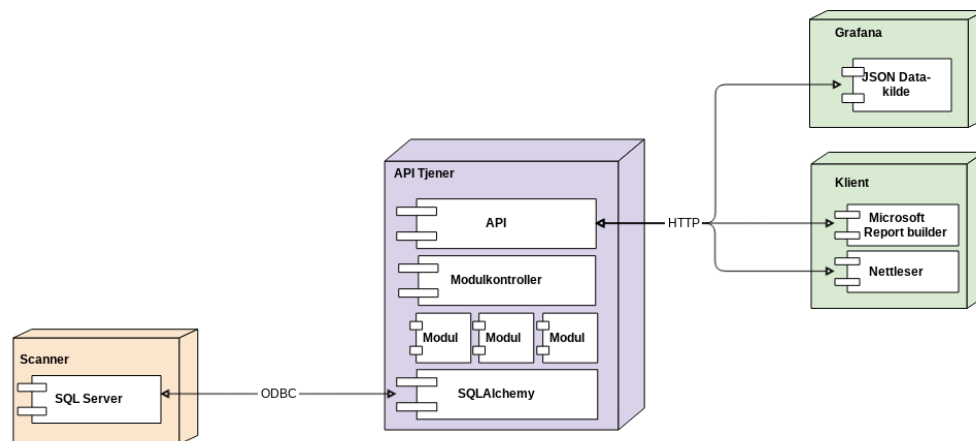 Grafana
JSON Data-
kilde
API Tjener
API
HTTP
Klient
Microsoft
Report builder
Nettleser
Modulkontroller
Modul Modul Modul
Scanner
SQL Server
ODBC
SQLAlchemy